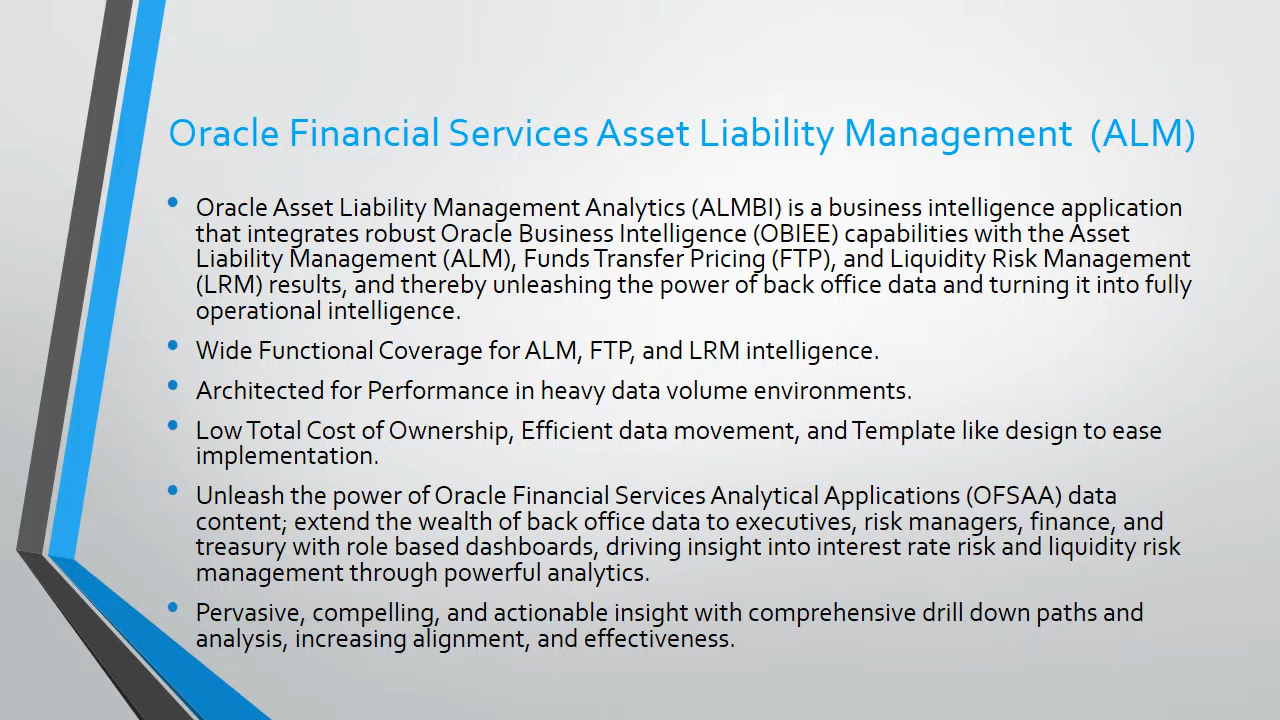 Oracle Financial Services Asset Liability Management (ALM)
• Oracle Asset Liability Management Analytics (ALMBI) is a business intelligence application
that integrates robust Oracle Business Intelligence (OBIEE) capabilities with the Asset
Liability Management (ALM), Funds Transfer Pricing (FTP), and Liquidity Risk Management
(LRM) results, and thereby unleashing the power of back office data and turning it into fully
operational intelligence.
• Wide Functional Coverage for ALM, FTP, and LRM intelligence.
• Architected for Performance in heavy data volume environments.
• Low Total Cost of Ownership, Efficient data movement, and Template like design to ease
implementation.
• Unleash the power of Oracle Financial Services Analytical Applications (OFSAA) data
content; extend the wealth of back office data to executives, risk managers, finance, and
treasury with role based dashboards, driving insight into interest rate risk and liquidity risk
management through powerful analytics.
• Pervasive, compelling, and actionable insight with comprehensive drill down paths and
analysis, increasing alignment, and effectiveness.